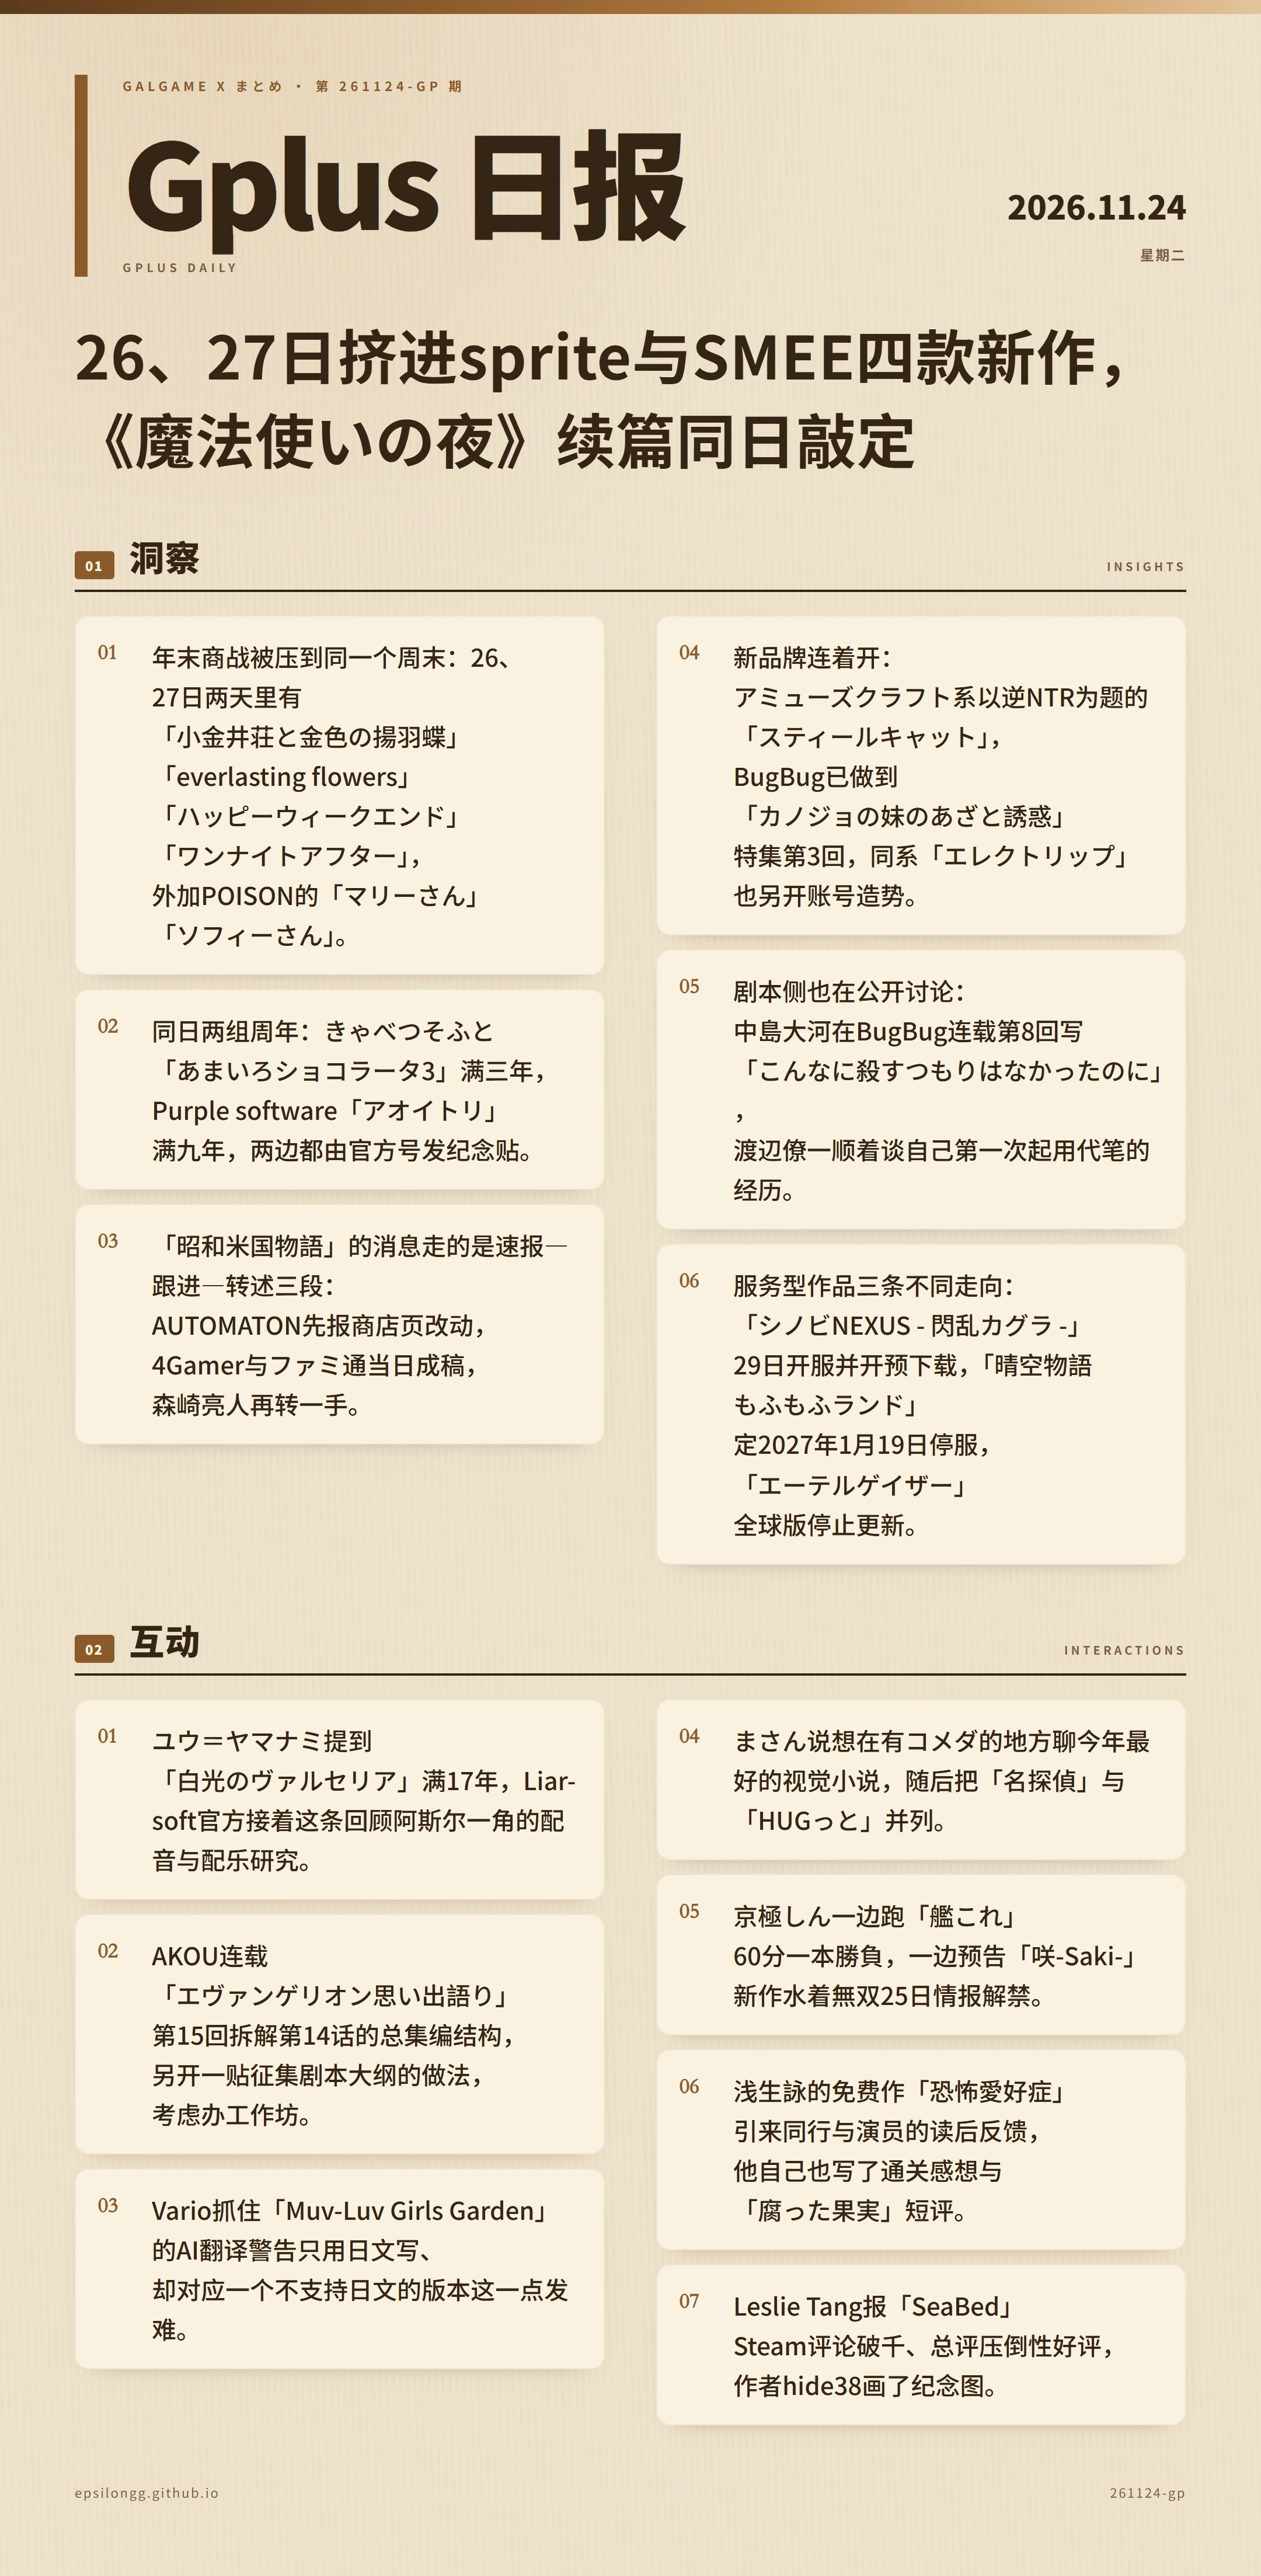 GALGAME X まとめ ・ 第 261124-GP 期
Gplus 日报
GPLUS DAILY
2026.11.24
星期二
26、27日挤进sprite与SMEE四款新作，
《魔法使いの夜》续篇同日敲定
01 洞察
INSIGHTS
01
年末商战被压到同一个周末：26、
27日两天里有
「小金井荘と金色の揚羽蝶」
「everlasting flowers」
「ハッピーウィークエンド」
「ワンナイトアフター」，
外加POISON的「マリーさん」
「ソフィーさん」。
02
同日两组周年：きゃべつそふと
「あまいろショコラータ3」满三年，
Purple software「アオイトリ」
满九年，两边都由官方号发纪念贴。
03
「昭和米国物語」的消息走的是速报—
跟进—转述三段：
AUTOMATON先报商店页改动，
4Gamer与ファミ通当日成稿，
森崎亮人再转一手。
04
新品牌连着开：
アミューズクラフト系以逆NTR为题的
「スティールキャット」，
BugBug已做到
「カノジョの妹のあざと誘惑」
特集第3回，同系「エレクトリップ」
也另开账号造势。
05
剧本侧也在公开讨论：
中島大河在BugBug连载第8回写
「こんなに殺すつもりはなかったのに」
，
渡辺僚一顺着谈自己第一次起用代笔的
经历。
06
服务型作品三条不同走向：
「シノビNEXUS - 閃乱カグラ -」
29日开服并开预下载，「晴空物語
もふもふランド」
定2027年1月19日停服，
「エーテルゲイザー」
全球版停止更新。
02 互动
INTERACTIONS
01
ユウ＝ヤマナミ提到
「白光のヴァルセリア」满17年，Liar-
soft官方接着这条回顾阿斯尔一角的配
音与配乐研究。
02
AKOU连载
「エヴァンゲリオン思い出語り」
第15回拆解第14话的总集编结构，
另开一贴征集剧本大纲的做法，
考虑办工作坊。
03
Vario抓住「Muv-Luv Girls Garden」
的AI翻译警告只用日文写、
却对应一个不支持日文的版本这一点发
难。
04
まさん说想在有コメダ的地方聊今年最
好的视觉小说，随后把「名探偵」与
「HUGっと」并列。
05
京極しん一边跑「艦これ」
60分一本勝負，一边预告「咲-Saki-」
新作水着無双25日情报解禁。
06
浅生詠的免费作「恐怖愛好症」
引来同行与演员的读后反馈，
他自己也写了通关感想与
「腐った果実」短评。
07
Leslie Tang报「SeaBed」
Steam评论破千、总评压倒性好评，
作者hide38画了纪念图。
epsilongg.github.io
261124-gp